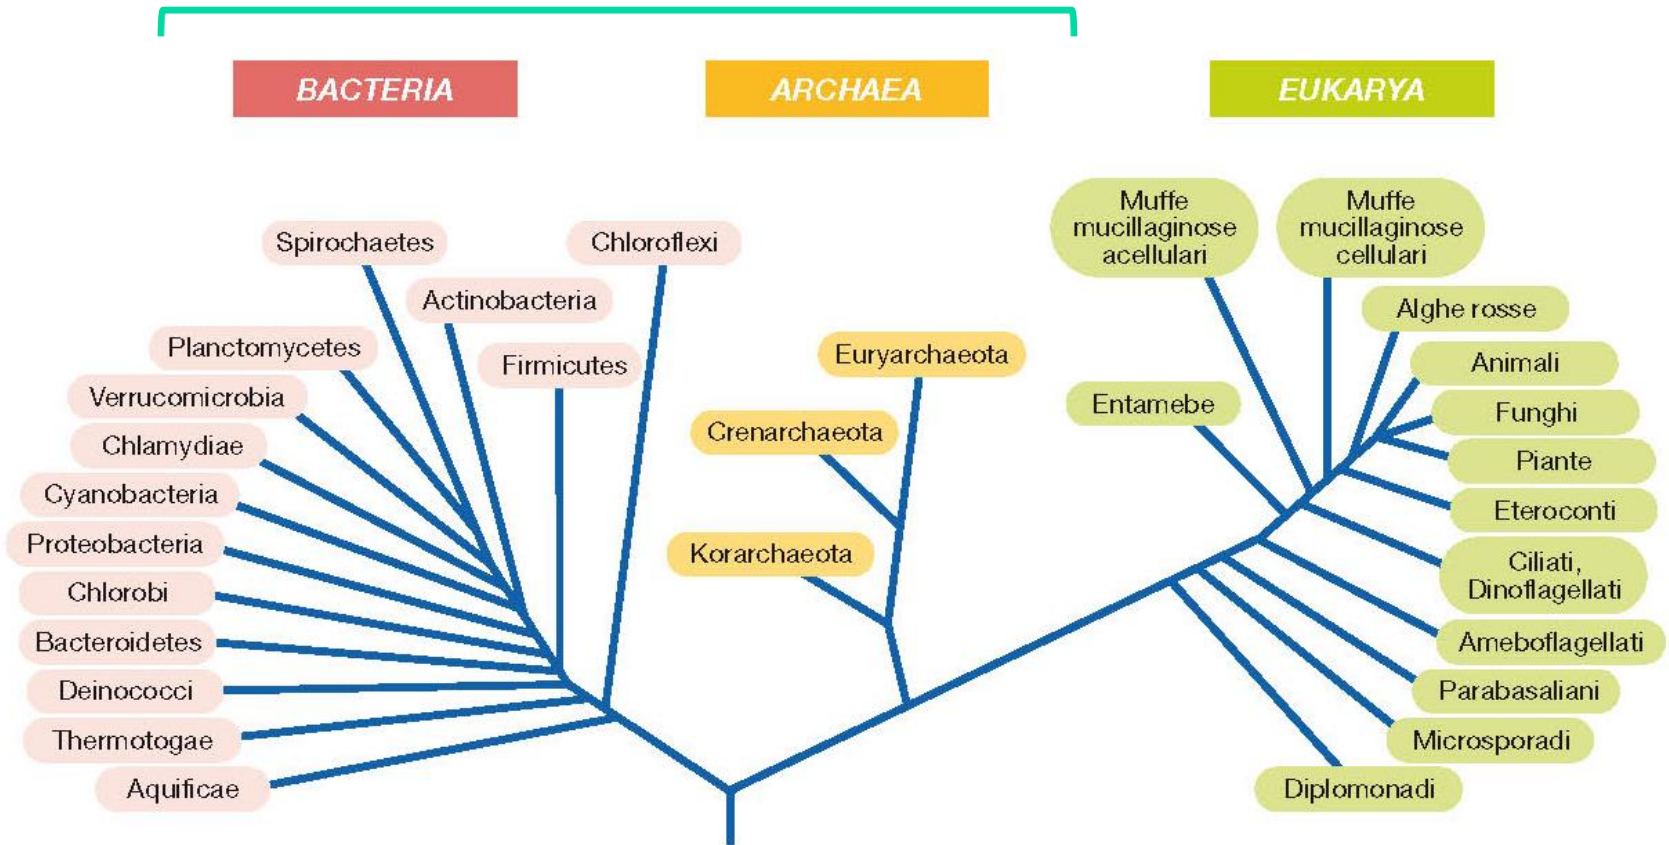 BACTERIA
ARCHAEA
EUKARYA
Spirochaetes
Chloroflexi
Actinobacteria
Planctomycetes
Firmicutes
Verrucomicrobia
Chlamydiae
Cyanobacteria
Proteobacteria
Chlorobi
Bacteroidetes
Deinococci
Thermotogae
Aquificae
Euryarchaeota
Crenarchaeota
Korarchaeota
Muffe
mucillaginose
acellulari
Muffe
mucillaginose
cellulari
Alghe rosse
Animali
Entamebe
Funghi
Piante
Eteroconti
Ciliati,
Dinoflagellati
Ameboflagellati
Parabasaliani
Microsporadi
Diplomonadi